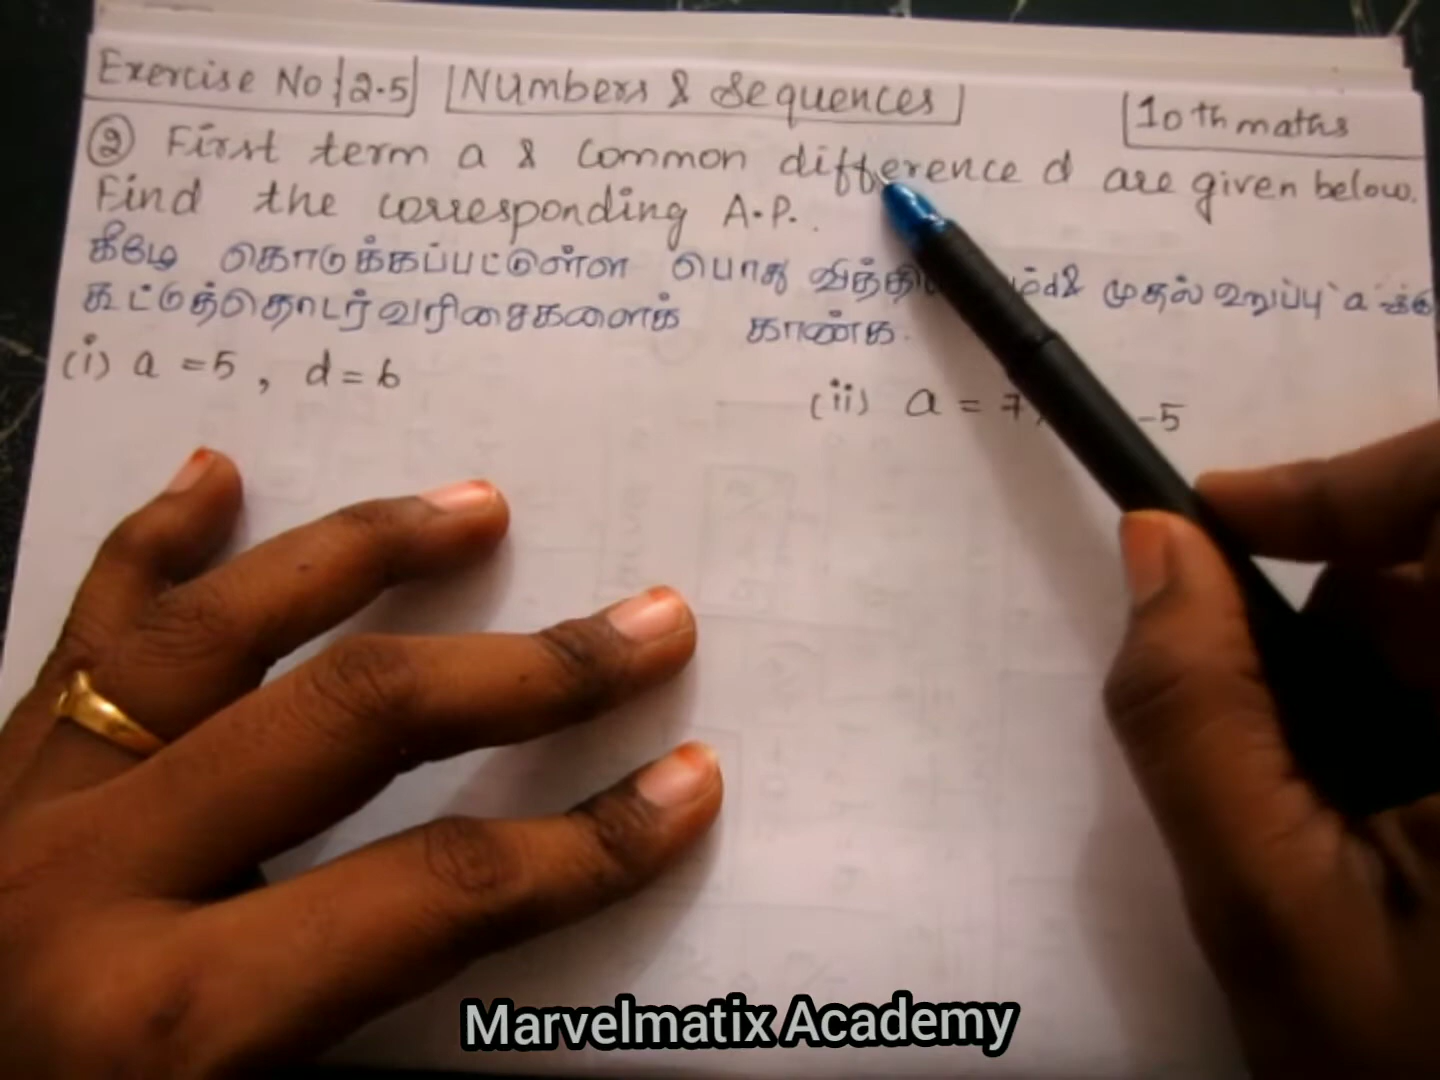 Exercise No 2.5 Numbers & Sequences 10th maths
② First term a & common difference d are given below.
Find the corresponding A.P.
கீழே கொடுக்கப்பட்டுள்ள பொது & முதல் உறுப்பு 'a'-க்கு
கூட்டுத்தொடர்வரிசைகளைக் காண்க.
(i) a = 5, d = 6 (ii) a = 7, -5
Marvelmatix Academy